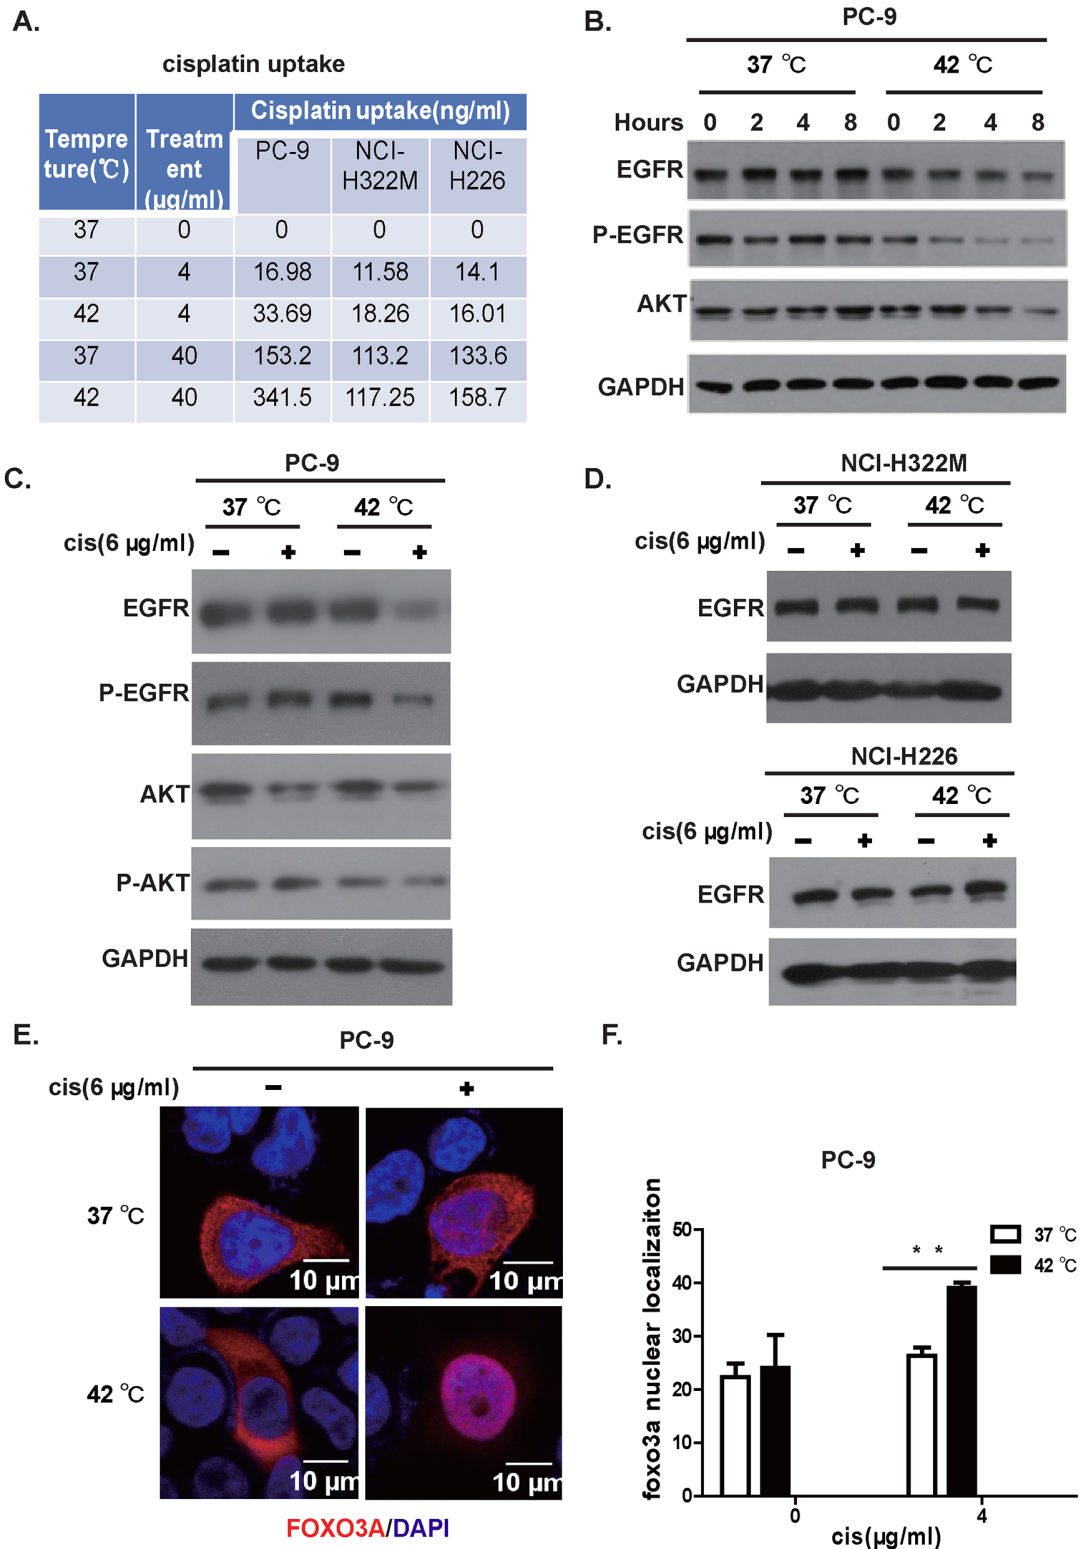 A.
cisplatin uptake
Tempre
ture(℃)
Treatm
ent
(µg/ml)
Cisplatin uptake(ng/ml)
PC-9 NCI-H322M NCI-H226
37 0 0 0 0
37 4 16.98 11.58 14.1
42 4 33.69 18.26 16.01
37 40 153.2 113.2 133.6
42 40 341.5 117.25 158.7
B.
PC-9
37 ℃ 42 ℃
Hours 0 2 4 8 0 2 4 8
EGFR
P-EGFR
AKT
GAPDH
C.
PC-9
37 ℃ 42 ℃
cis(6 µg/ml) - + - +
EGFR
P-EGFR
AKT
P-AKT
GAPDH
D.
NCI-H322M
37 ℃ 42 ℃
cis(6 µg/ml) - + - +
EGFR
GAPDH
NCI-H226
37 ℃ 42 ℃
cis(6 µg/ml) - + - +
EGFR
GAPDH
E.
PC-9
cis(6 µg/ml) - +
37 ℃
10 µm 10 µm
42 ℃
10 µm 10 µm
FOXO3A/DAPI
F.
PC-9
foxo3a nuclear localizaiton
50
40
30
20
10
0
* *
37 ℃
42 ℃
0 4
cis(µg/ml)